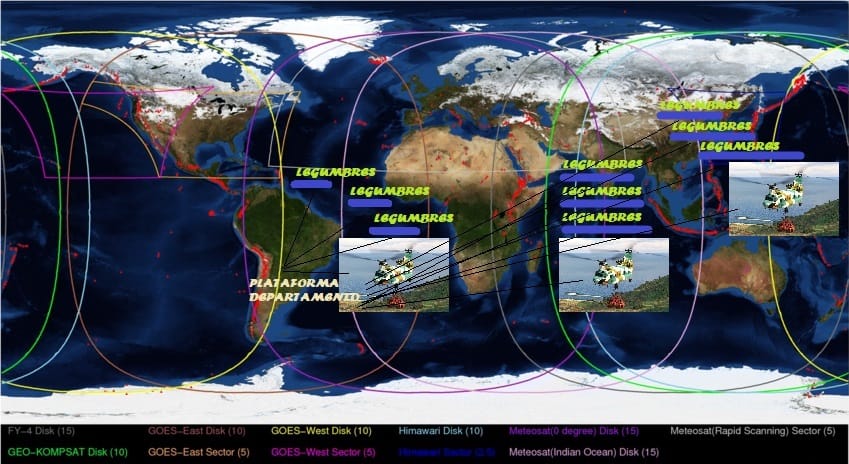 LEGUMBRES
LEGUMBRES
LEGUMBRES
LEGUMBRES
LEGUMBRES
LEGUMBRES
LEGUMBRES
LEGUMBRES
LEGUMBRES
PLATAFORMA
DEPARTAMENTO
FY-4 Disk (15) GOES-East Disk (10) GOES-West Disk (10) Himawari Disk (10) Meteosat(0 degree) Disk (15) Meteosat(Rapid Scanning) Sector (5)
GEO-KOMPSAT Disk (10) GOES-East Sector (5) GOES-West Sector (5) Himawari Sector (2.5) Meteosat(Indian Ocean) Disk (15)